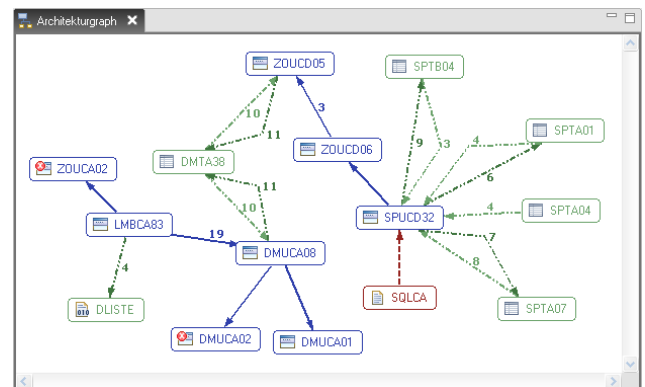 Architekturgraph
ZOUCD05
SPTB04
10
11
3
9
3
4
SPTA01
ZOUCA02
DMTA38
ZOUCD06
6
11
10
LMBCA83
19
SPUCD32
4
SPTA04
DMUCA08
7
4
8
DLISTE
SQLCA
SPTA07
DMUCA02
DMUCA01